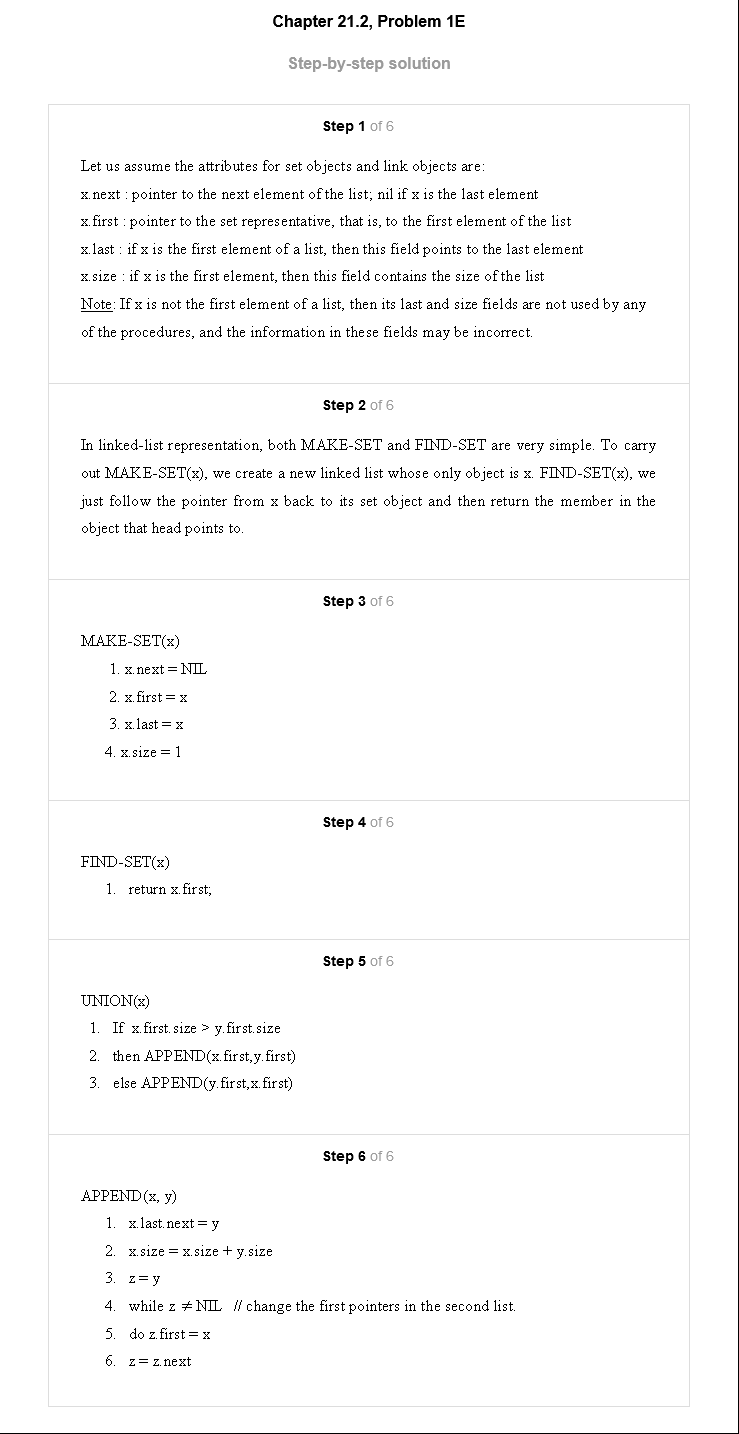 Chapter 21.2, Problem 1E
Step-by-step solution
Step 1 of 6
Let us assume the attributes for set objects and link objects are:
x.next : pointer to the next element of the list; nil if x is the last element
x.first : pointer to the set representative, that is, to the first element of the list
x.last : if x is the first element of a list, then this field points to the last element
x.size : if x is the first element, then this field contains the size of the list
Note: If x is not the first element of a list, then its last and size fields are not used by any
of the procedures, and the information in these fields may be incorrect.
Step 2 of 6
In linked-list representation, both MAKE-SET and FIND-SET are very simple. To carry
out MAKE-SET(x), we create a new linked list whose only object is x. FIND-SET(x), we
just follow the pointer from x back to its set object and then return the member in the
object that head points to.
Step 3 of 6
MAKE-SET(x)
1. x.next = NIL
2. x.first = x
3. x.last = x
4. x.size = 1
Step 4 of 6
FIND-SET(x)
1. return x.first;
Step 5 of 6
UNION(x)
1. If x.first.size > y.first.size
2. then APPEND(x.first,y.first)
3. else APPEND(y.first,x.first)
Step 6 of 6
APPEND(x, y)
1. x.last.next = y
2. x.size = x.size + y.size
3. z = y
4. while z ≠ NIL // change the first pointers in the second list.
5. do z.first = x
6. z = z.next